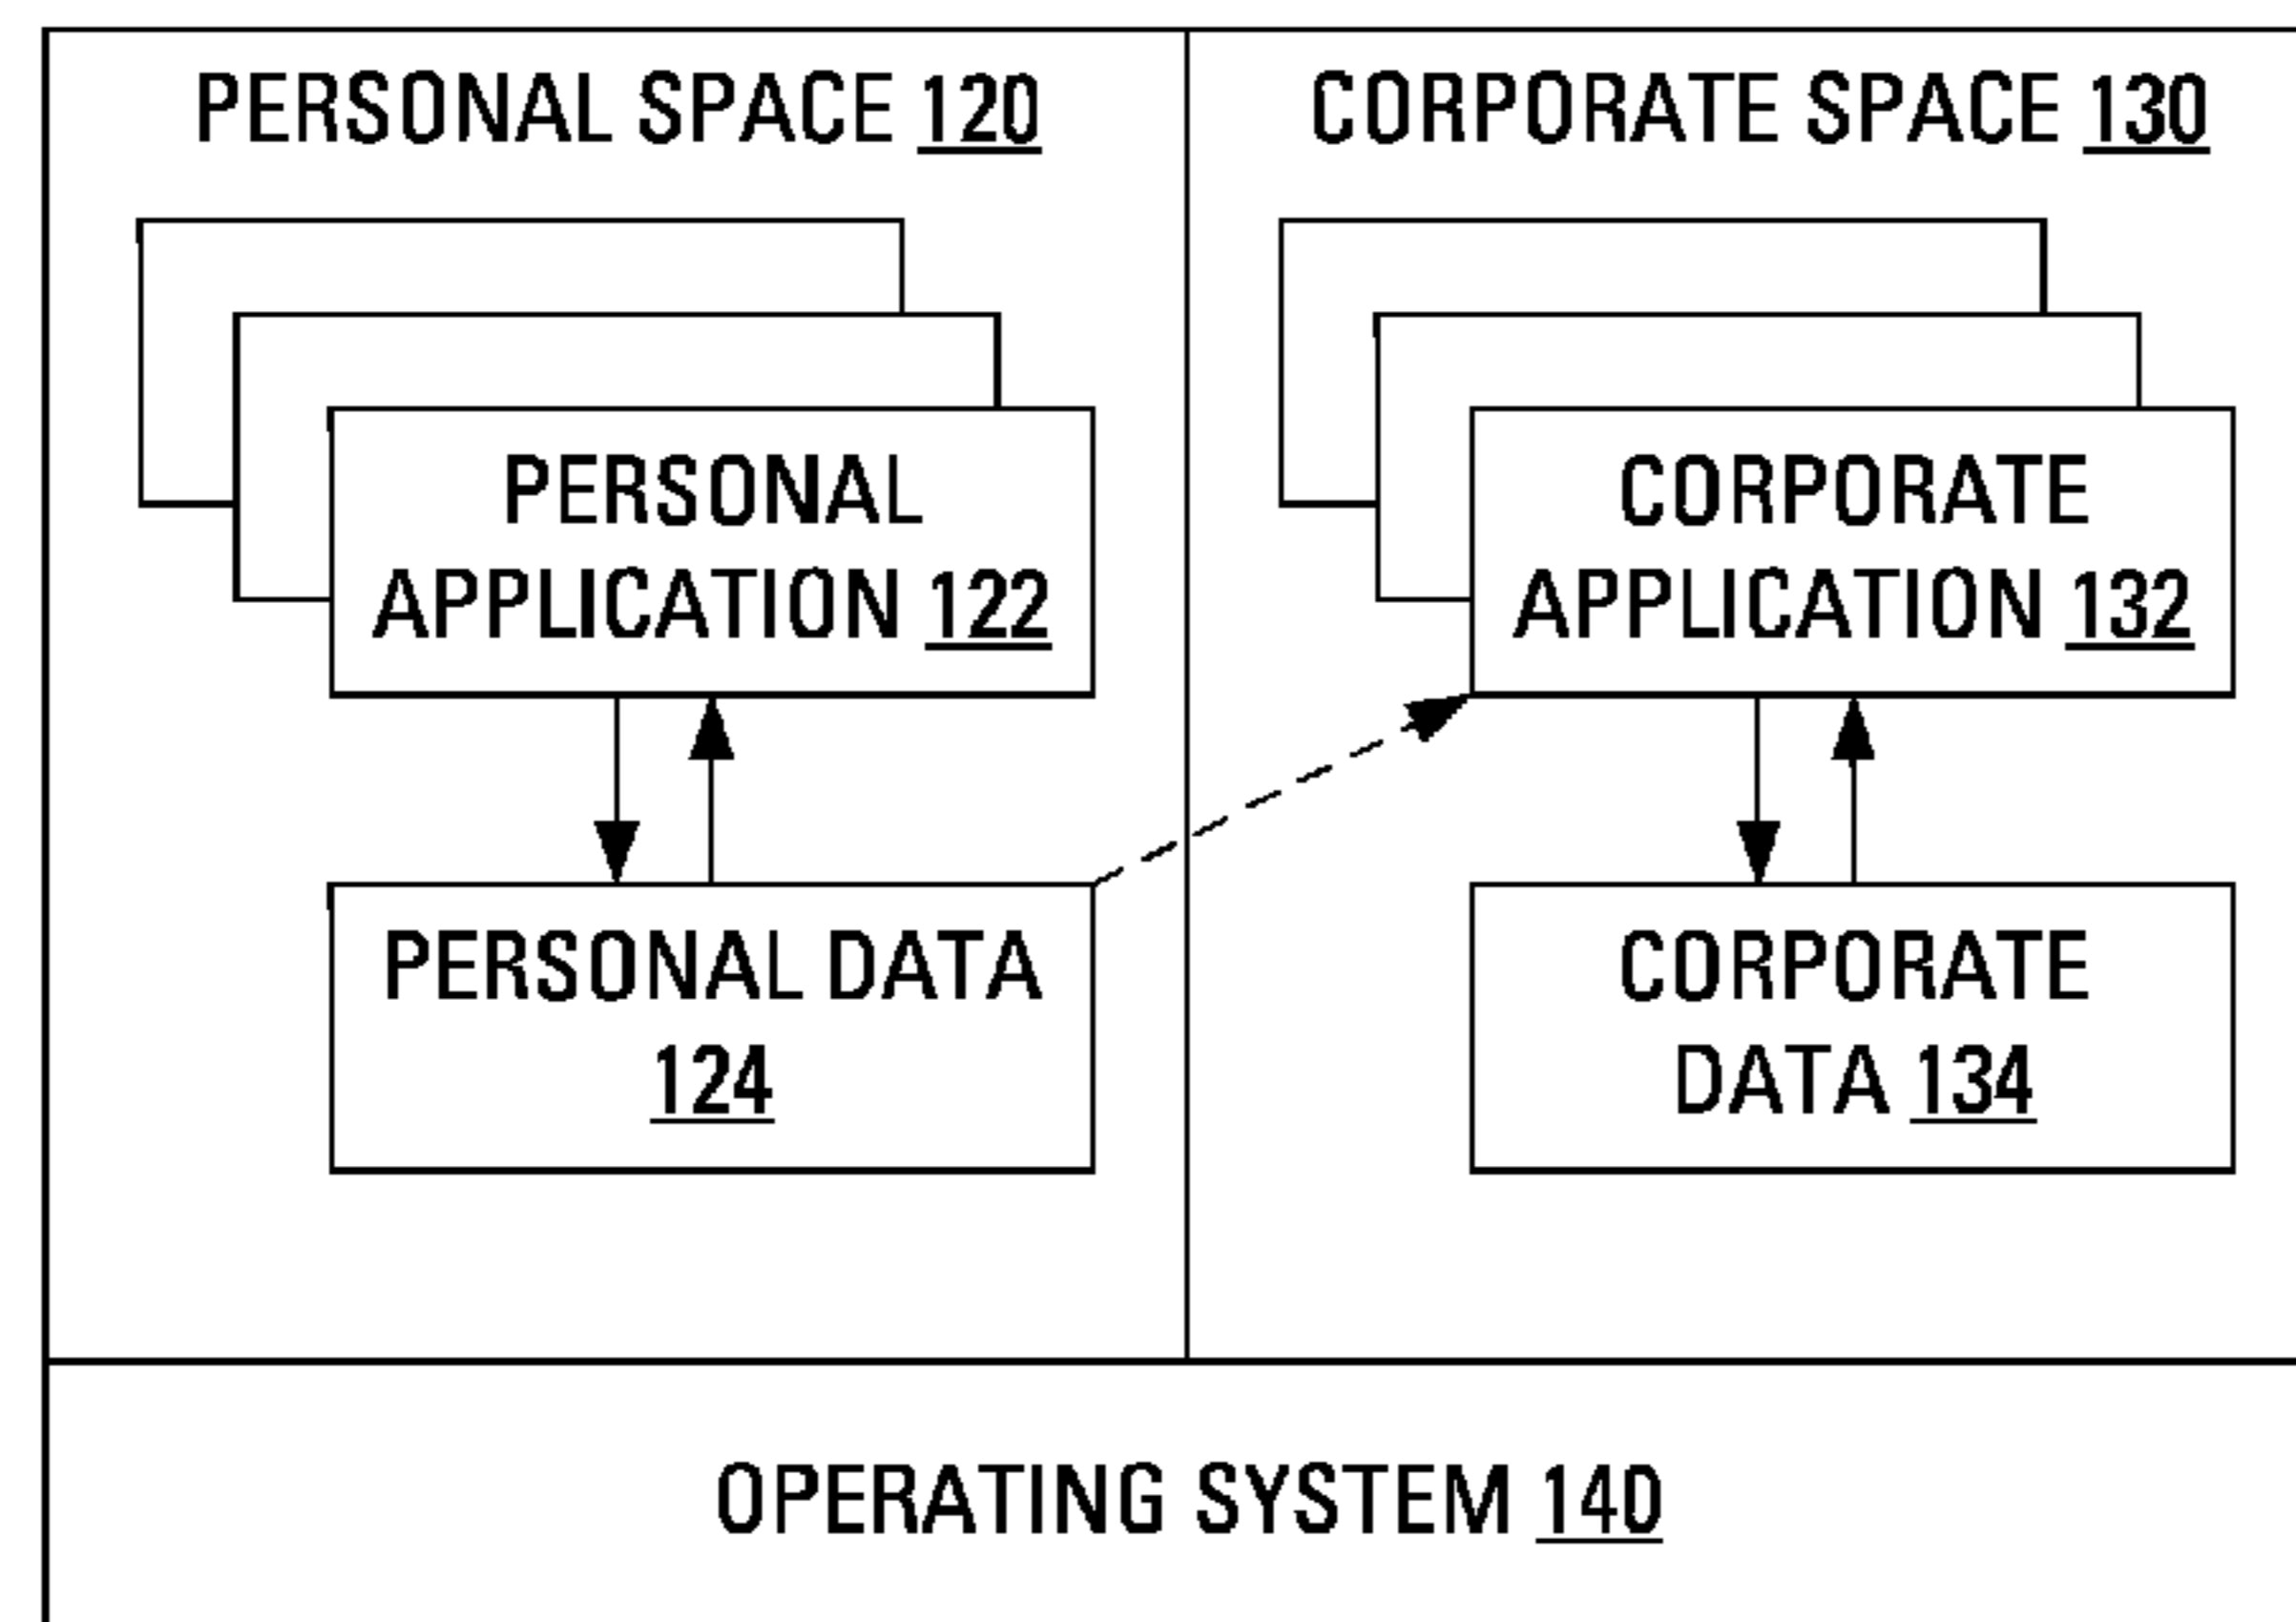 PERSONAL SPACE 120
CORPORATE SPACE 130
PERSONAL
APPLICATION 122
CORPORATE
APPLICATION 132
PERSONAL DATA
124
CORPORATE
DATA 134
OPERATING SYSTEM 140